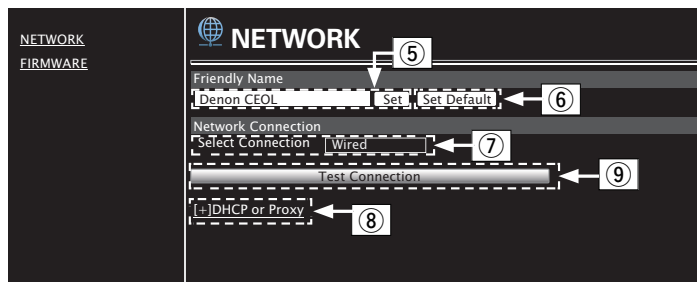 NETWORK
FIRMWARE
NETWORK
⑤
Friendly Name
Denon CEOL Set Set Default ⑥
Network Connection
Select Connection Wired ⑦
Test Connection ⑨
[+]DHCP or Proxy ⑧